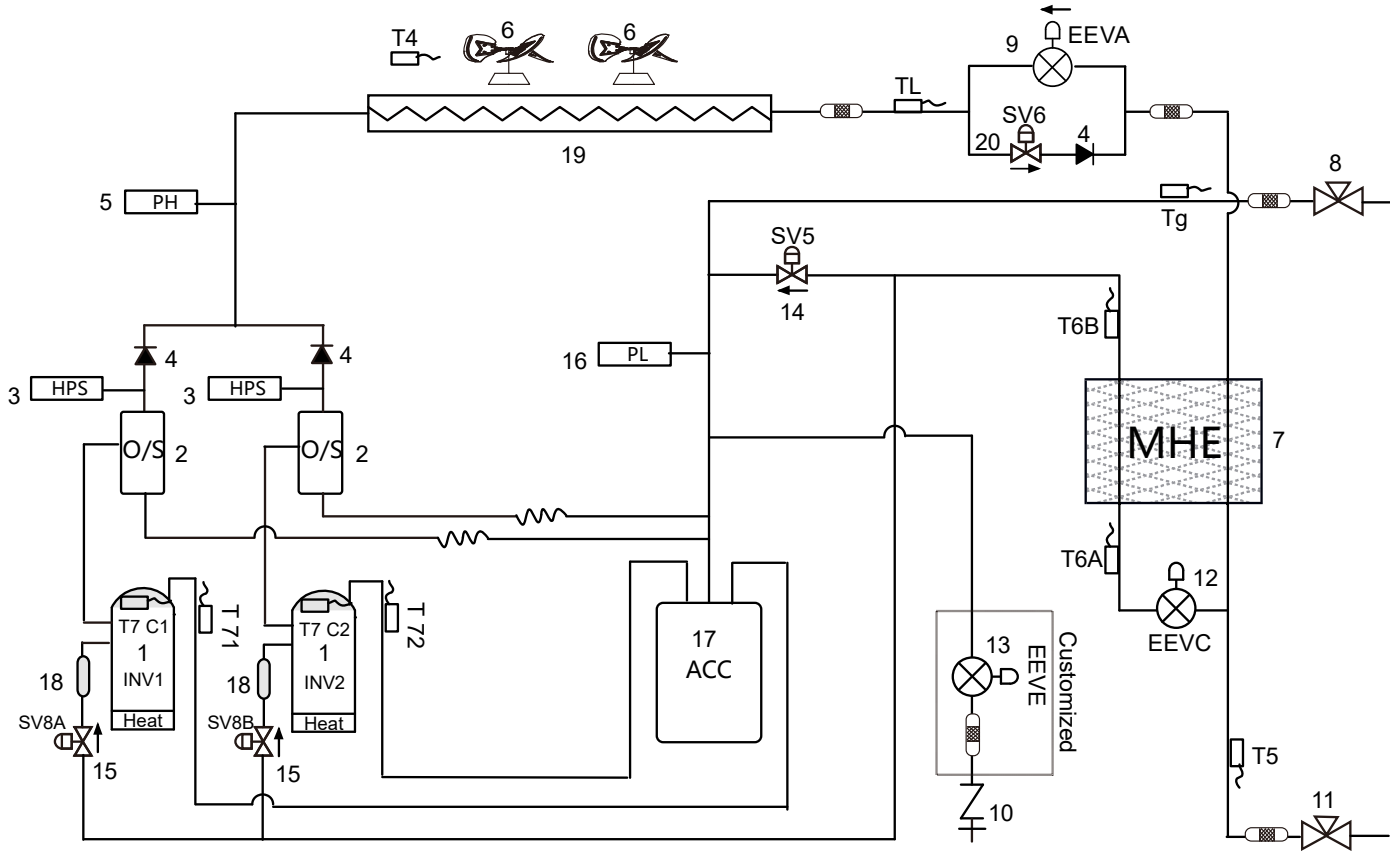 T4
6
6
EEVA
9
TL
SV6
20
4
19
8
5
PH
Tg
SV5
14
T6B
4
4
16
PL
3
HPS
3
HPS
O/S
2
O/S
2
MHE
7
T6A
12
EEVC
T7 C1
1
INV1
Heat
T 71
T7 C2
1
INV2
Heat
T 72
17
ACC
13
EEVE
Customized
18
SV8A
15
18
SV8B
15
T5
10
11